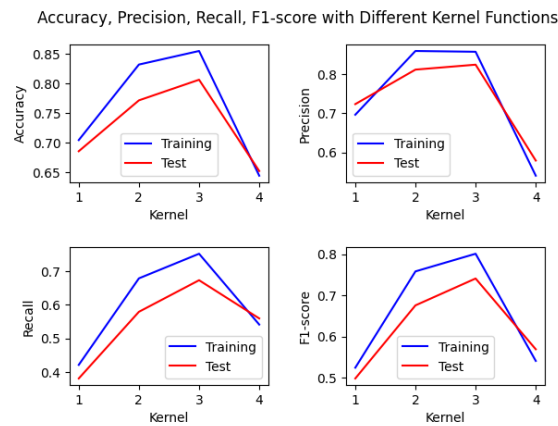 Accuracy, Precision, Recall, F1-score with Different Kernel Functions
0.85
0.80
0.75
0.70
0.65
Accuracy
Training
Test
1 2 3 4
Kernel
0.8
0.7
0.6
Precision
Training
Test
1 2 3 4
Kernel
0.7
0.6
0.5
0.4
Recall
Training
Test
1 2 3 4
Kernel
0.8
0.7
0.6
0.5
F1-score
Training
Test
1 2 3 4
Kernel